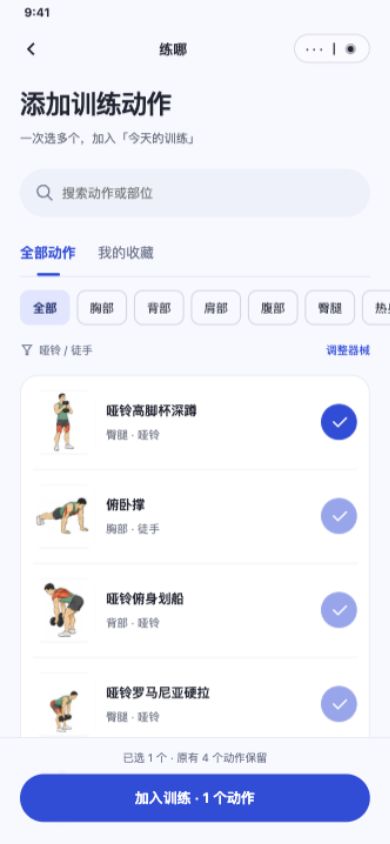 9:41
练哪
添加训练动作
一次选多个，加入「今天的训练」
搜索动作或部位
全部动作 我的收藏
全部 胸部 背部 肩部 腹部 臀腿 热
哑铃 / 徒手 调整器械
哑铃高脚杯深蹲
臀腿 · 哑铃
俯卧撑
胸部 · 徒手
哑铃俯身划船
背部 · 哑铃
哑铃罗马尼亚硬拉
臀腿 · 哑铃
已选 1 个 · 原有 4 个动作保留
加入训练 · 1 个动作